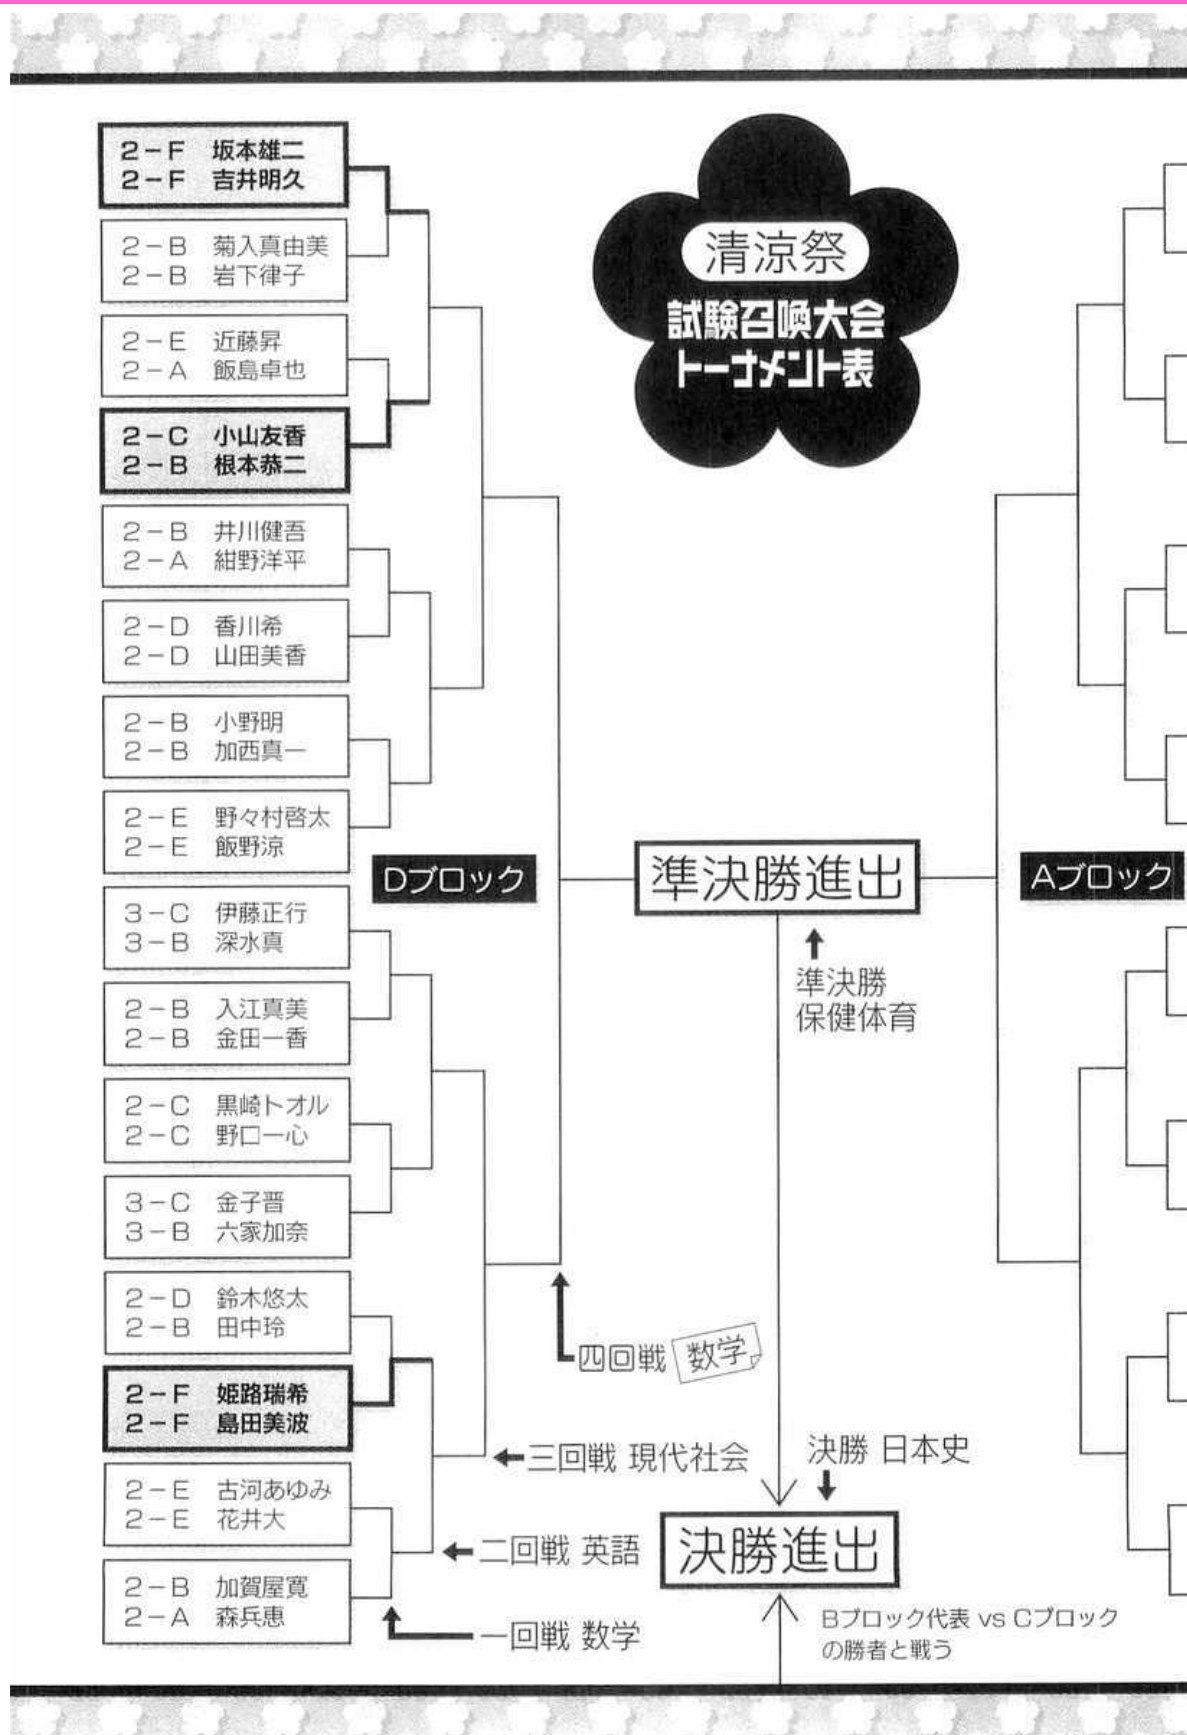 2-F 坂本雄二
2-F 吉井明久
2-B 菊入真由美
2-B 岩下律子
2-E 近藤昇
2-A 飯島卓也
2-C 小山友香
2-B 根本恭二
2-B 井川健吾
2-A 紺野洋平
2-D 香川希
2-D 山田美香
2-B 小野明
2-B 加西真一
2-E 野々村啓太
2-E 飯野涼
3-C 伊藤正行
3-B 深水真
2-B 入江真美
2-B 金田一香
2-C 黒崎トオル
2-C 野口一心
3-C 金子晋
3-B 六家加奈
2-D 鈴木悠太
2-B 田中玲
2-F 姫路瑞希
2-F 島田美波
2-E 古河あゆみ
2-E 花井大
2-B 加賀屋寛
2-A 森兵恵
清涼祭
試験召喚大会
トーナメント表
Dブロック
準決勝進出
Aブロック
準決勝
保健体育
四回戦 数学
三回戦 現代社会
二回戦 英語
一回戦 数学
決勝 日本史
決勝進出
Bブロック代表 vs Cブロック
の勝者と戦う